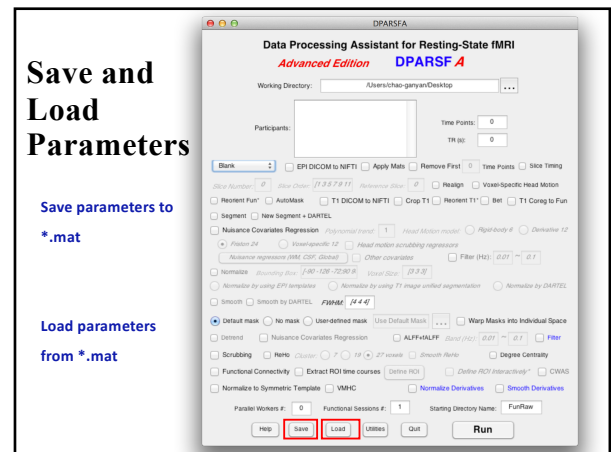 Save and
Load
Parameters
Save parameters to
*.mat
Load parameters
from *.mat
DPARSFA
Data Processing Assistant for Resting-State fMRI
Advanced Edition DPARSF A
Working Directory: /Users/chao-ganyan/Desktop ...
Participants:
Time Points: 0
TR (s): 0
Blank EPI DICOM to NIFTI Apply Mats Remove First 0 Time Points Slice Timing
Slice Number: 0 Slice Order: [1 3 5 7 9 11 Reference Slice: 0 Realign Voxel-Specific Head Motion
Reorient Fun* AutoMask T1 DICOM to NIFTI Crop T1 Reorient T1* Bet T1 Coreg to Fun
Segment New Segment + DARTEL
Nuisance Covariates Regression Polynomial trend: 1 Head Motion model: Rigid-body 6 Derivative 12
Friston 24 Voxel-specific 12 Head motion scrubbing regressors
Nuisance regressors (WM, CSF, Global) Other covariates Filter (Hz): 0.01 ~ 0.1
Normalize Bounding Box: [-90 -126 -72;90 9 Voxel Size: [3 3 3]
Normalize by using EPI templates Normalize by using T1 image unified segmentation Normalize by DARTEL
Smooth Smooth by DARTEL FWHM: [4 4 4]
Default mask No mask User-defined mask Use Default Mask ... Warp Masks into Individual Space
Detrend Nuisance Covariates Regression ALFF+fALFF Band (Hz): 0.01 ~ 0.1 Filter
Scrubbing ReHo Cluster: 7 19 27 voxels Smooth ReHo Degree Centrality
Functional Connectivity Extract ROI time courses Define ROI Define ROI Interactively* CWAS
Normalize to Symmetric Template VMHC Normalize Derivatives Smooth Derivatives
Parallel Workers #: 0 Functional Sessions #: 1 Starting Directory Name: FunRaw
Help Save Load Utilities Quit Run